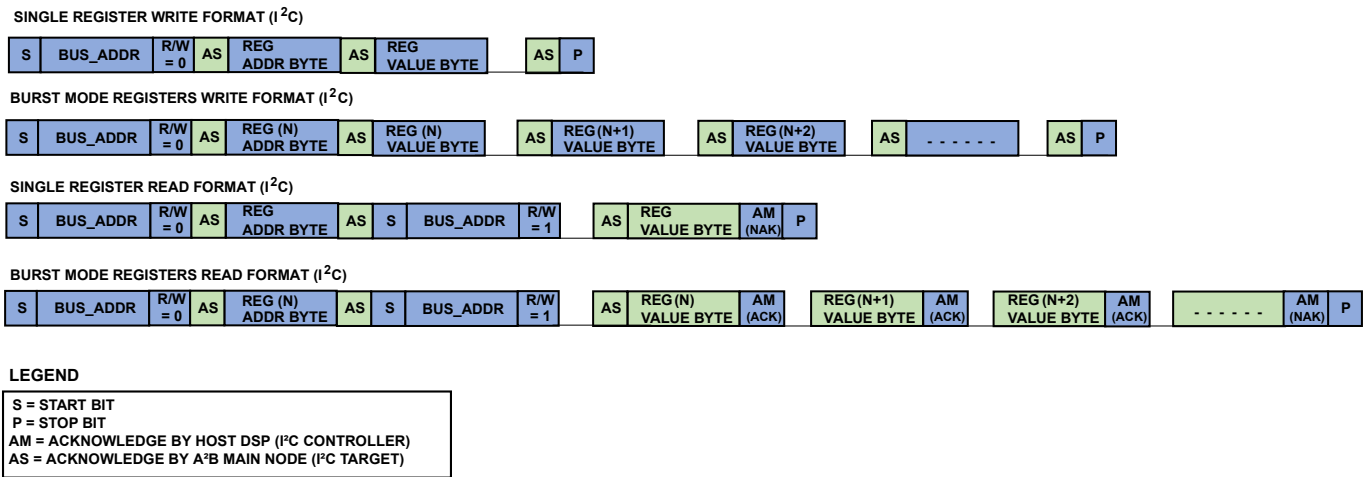 SINGLE REGISTER WRITE FORMAT (I²C)
S BUS_ADDR R/W = 0 AS REG ADDR BYTE AS REG VALUE BYTE AS P
BURST MODE REGISTERS WRITE FORMAT (I²C)
S BUS_ADDR R/W = 0 AS REG (N) ADDR BYTE AS REG (N) VALUE BYTE AS REG(N+1) VALUE BYTE AS REG(N+2) VALUE BYTE AS - - - - - - AS P
SINGLE REGISTER READ FORMAT (I²C)
S BUS_ADDR R/W = 0 AS REG ADDR BYTE AS S BUS_ADDR R/W = 1 AS REG VALUE BYTE AM (NAK) P
BURST MODE REGISTERS READ FORMAT (I²C)
S BUS_ADDR R/W = 0 AS REG (N) ADDR BYTE AS S BUS_ADDR R/W = 1 AS REG(N) VALUE BYTE AM (ACK) REG(N+1) VALUE BYTE AM (ACK) REG(N+2) VALUE BYTE AM (ACK) - - - - - - AM (NAK) P
LEGEND
S = START BIT
P = STOP BIT
AM = ACKNOWLEDGE BY HOST DSP (I²C CONTROLLER)
AS = ACKNOWLEDGE BY A²B MAIN NODE (I²C TARGET)